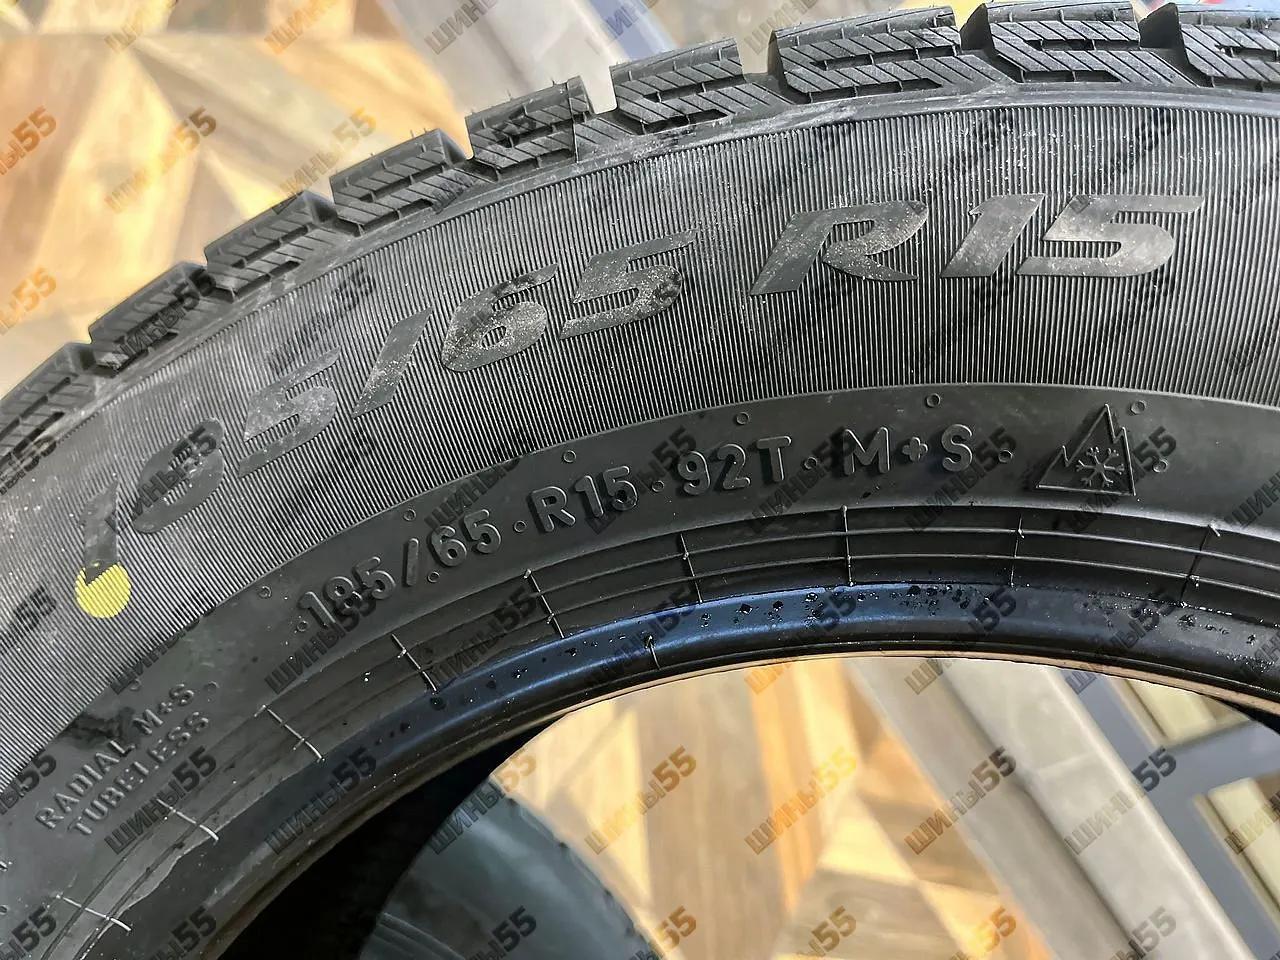 185/65 R15
185/65 R15 92T M+S
RADIAL M+S
TUBELESS
ШИНЫ55